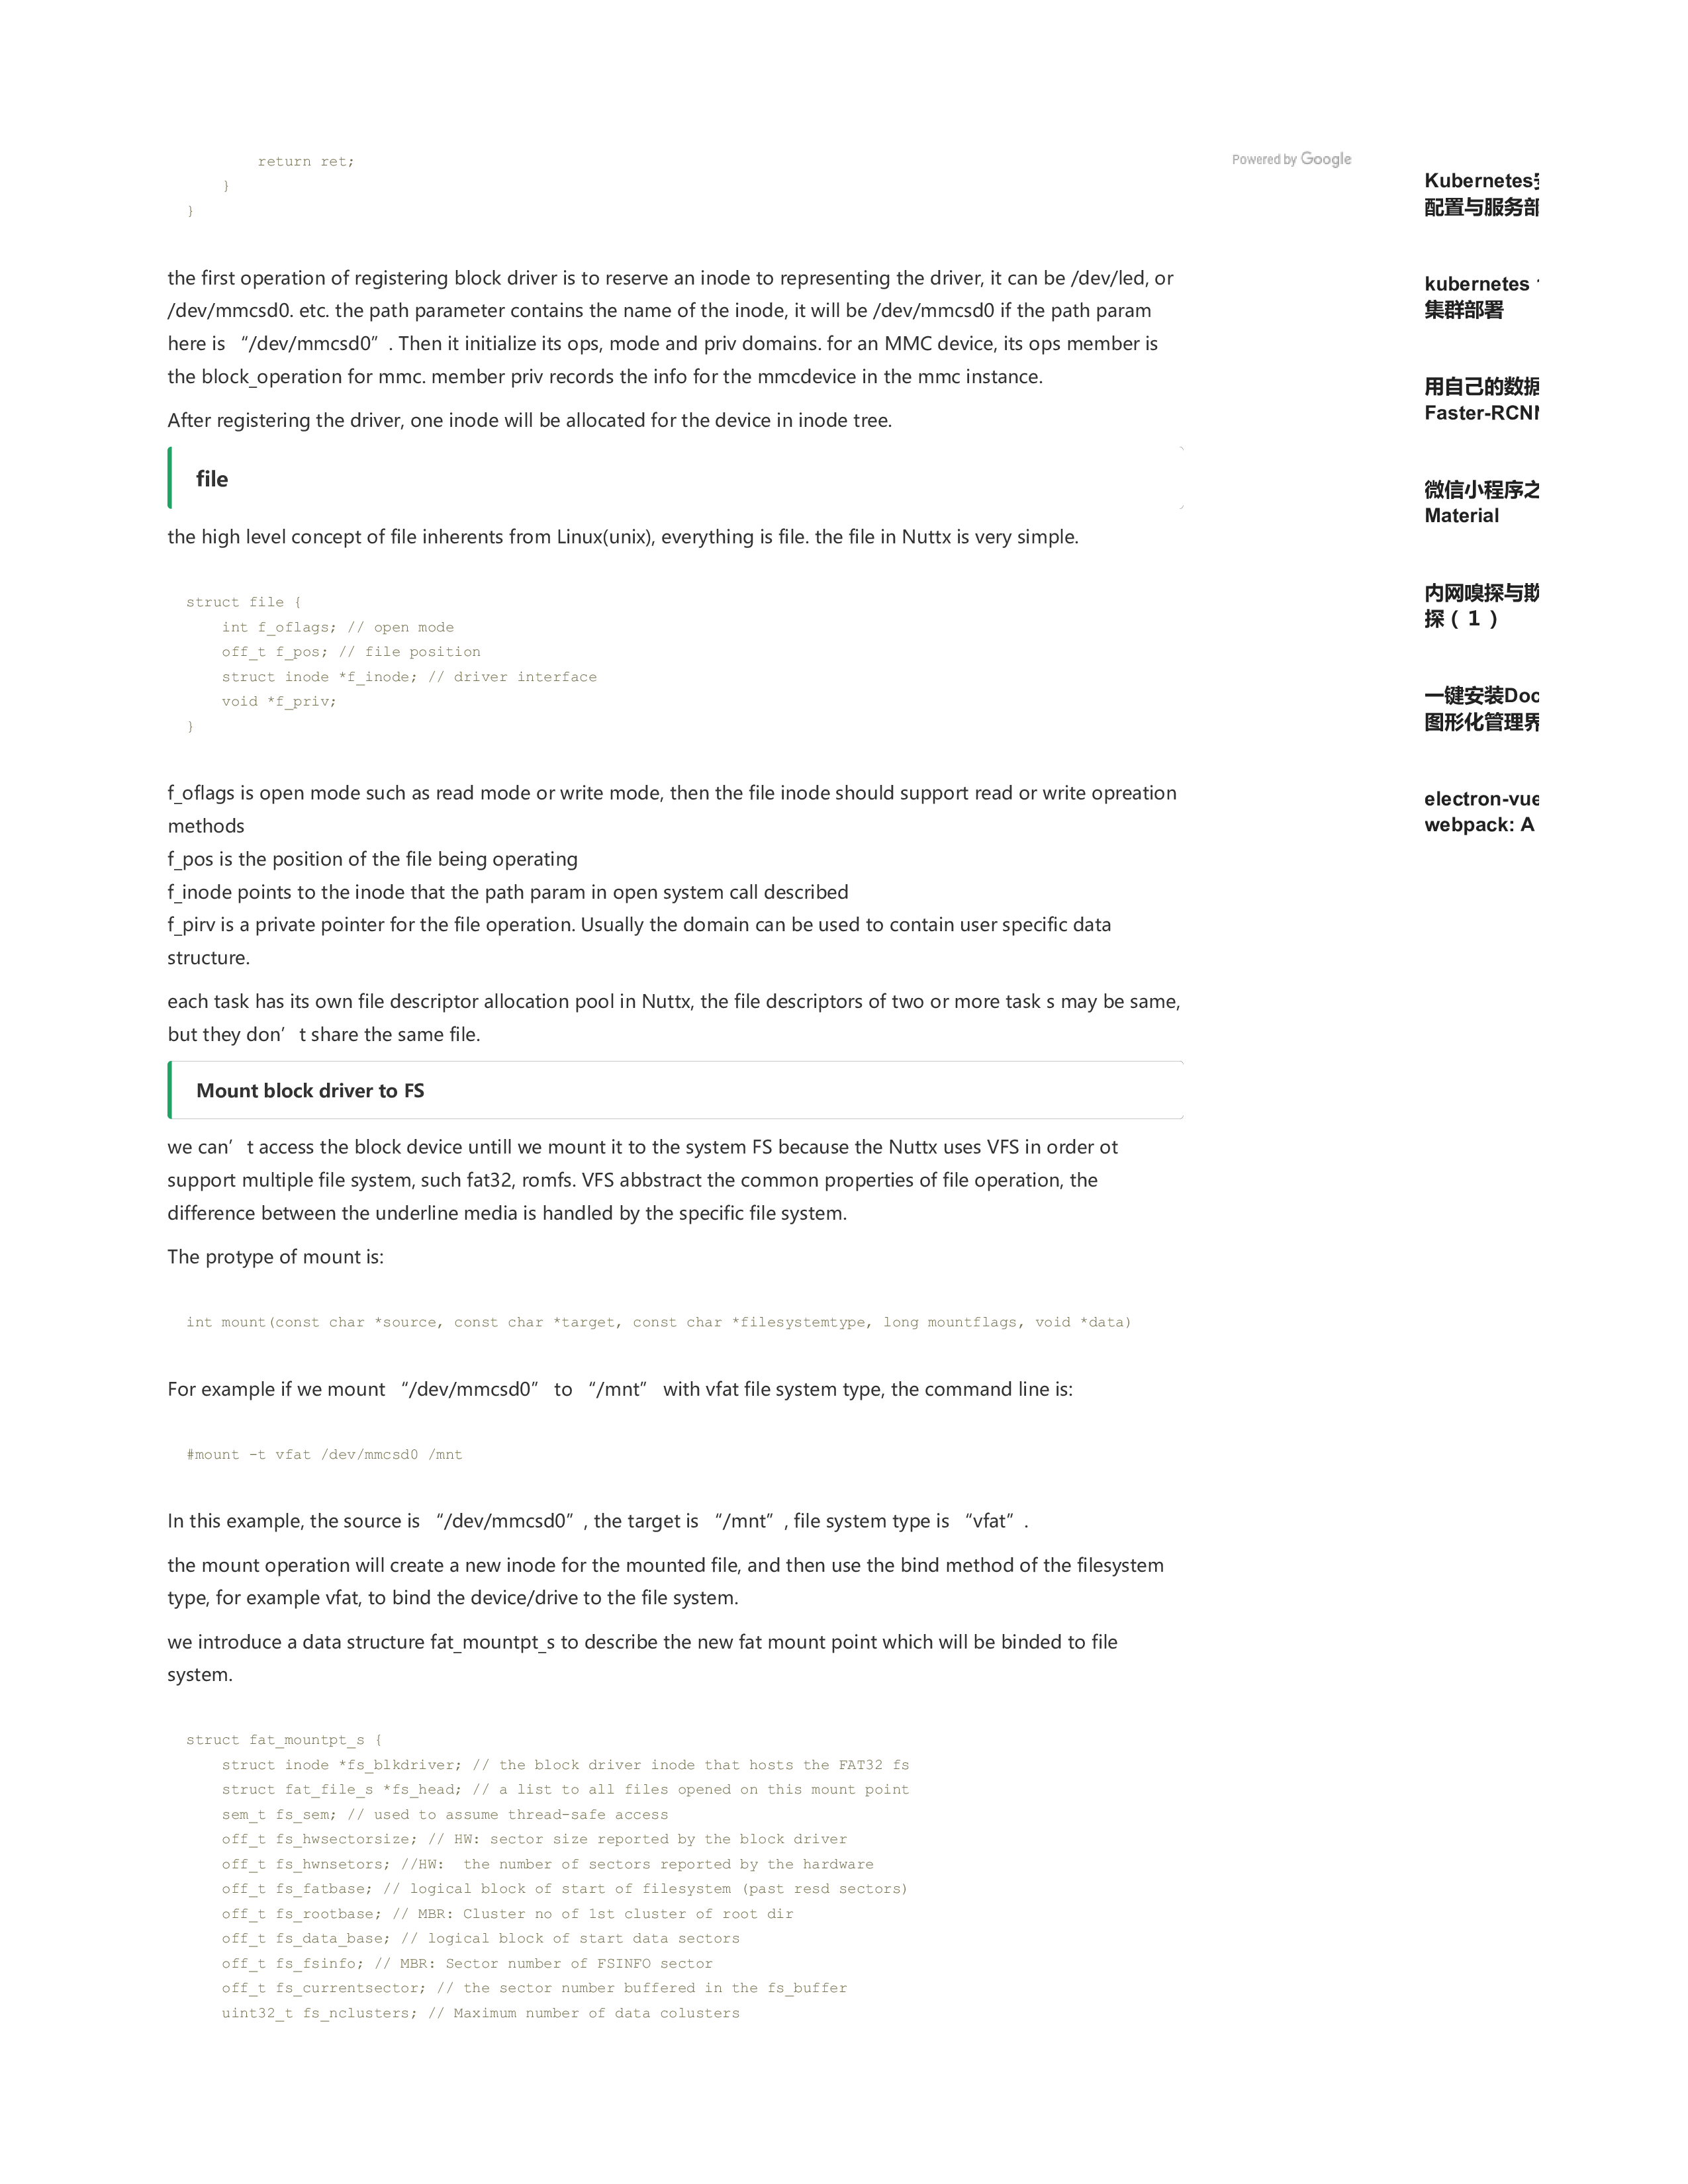 return ret;
    }
}
the first operation of registering block driver is to reserve an inode to representing the driver, it can be /dev/led, or
/dev/mmcsd0. etc. the path parameter contains the name of the inode, it will be /dev/mmcsd0 if the path param
here is “/dev/mmcsd0” . Then it initialize its ops, mode and priv domains. for an MMC device, its ops member is
the block_operation for mmc. member priv records the info for the mmcdevice in the mmc instance.
After registering the driver, one inode will be allocated for the device in inode tree.
file
the high level concept of file inherents from Linux(unix), everything is file. the file in Nuttx is very simple.
struct file {
    int f_oflags; // open mode
    off_t f_pos; // file position
    struct inode *f_inode; // driver interface
    void *f_priv;
}
f_oflags is open mode such as read mode or write mode, then the file inode should support read or write opreation
methods
f_pos is the position of the file being operating
f_inode points to the inode that the path param in open system call described
f_pirv is a private pointer for the file operation. Usually the domain can be used to contain user specific data
structure.
each task has its own file descriptor allocation pool in Nuttx, the file descriptors of two or more task s may be same,
but they don’ t share the same file.
Mount block driver to FS
we can’ t access the block device untill we mount it to the system FS because the Nuttx uses VFS in order ot
support multiple file system, such fat32, romfs. VFS abbstract the common properties of file operation, the
difference between the underline media is handled by the specific file system.
The protype of mount is:
int mount(const char *source, const char *target, const char *filesystemtype, long mountflags, void *data)
For example if we mount “/dev/mmcsd0” to “/mnt” with vfat file system type, the command line is:
#mount -t vfat /dev/mmcsd0 /mnt
In this example, the source is “/dev/mmcsd0” , the target is “/mnt” , file system type is “vfat” .
the mount operation will create a new inode for the mounted file, and then use the bind method of the filesystem
type, for example vfat, to bind the device/drive to the file system.
we introduce a data structure fat_mountpt_s to describe the new fat mount point which will be binded to file
system.
struct fat_mountpt_s {
    struct inode *fs_blkdriver; // the block driver inode that hosts the FAT32 fs
    struct fat_file_s *fs_head; // a list to all files opened on this mount point
    sem_t fs_sem; // used to assume thread-safe access
    off_t fs_hwsectorsize; // HW: sector size reported by the block driver
    off_t fs_hwnsetors; //HW:  the number of sectors reported by the hardware
    off_t fs_fatbase; // logical block of start of filesystem (past resd sectors)
    off_t fs_rootbase; // MBR: Cluster no of 1st cluster of root dir
    off_t fs_data_base; // logical block of start data sectors
    off_t fs_fsinfo; // MBR: Sector number of FSINFO sector
    off_t fs_currentsector; // the sector number buffered in the fs_buffer
    uint32_t fs_nclusters; // Maximum number of data colusters
Powered by Google
Kubernetes
配置与服务部
kubernetes
集群部署
用自己的数据
Faster-RCN
微信小程序之
Material
内网嗅探与欺
探（１）
一键安装Doc
图形化管理界
electron-vue
webpack: A